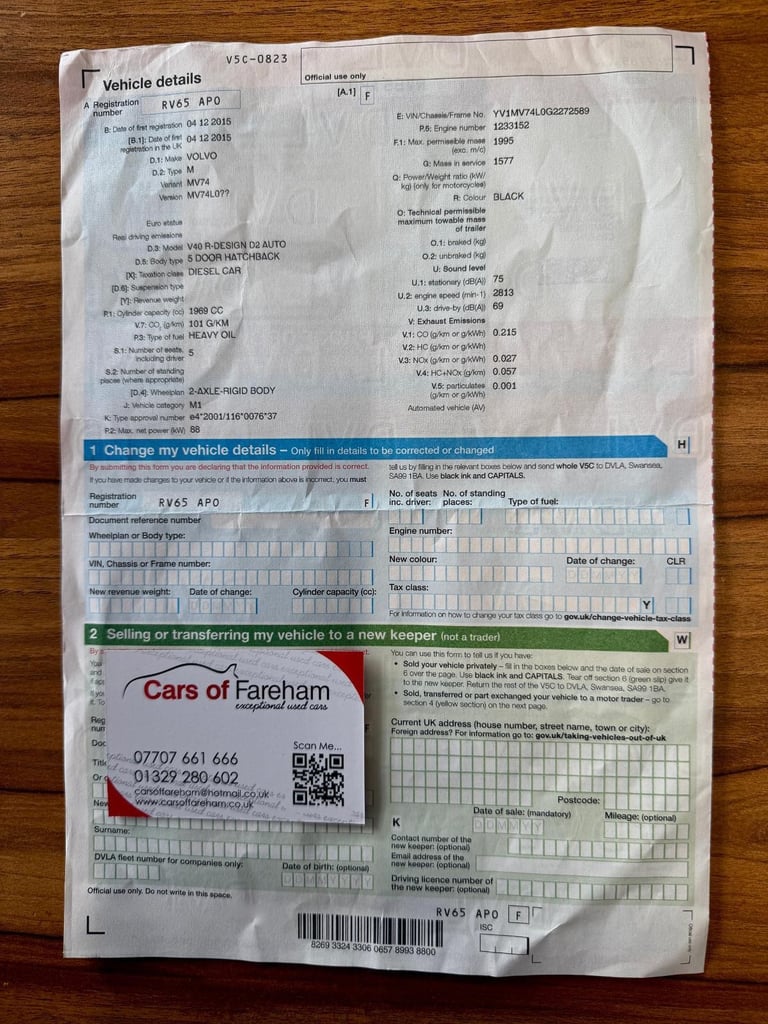 V5C-0823
Official use only
Vehicle details
A Registration number RV65 APO
[A.1] F
B: Date of first registration 04 12 2015
[B.1]: Date of first registration in the UK 04 12 2015
D.1: Make VOLVO
D.2: Type M
Variant MV74
Version MV74L0??
Euro status
Real driving emissions
D.3: Model V40 R-DESIGN D2 AUTO
D.5: Body type 5 DOOR HATCHBACK
[X]: Taxation class DIESEL CAR
[D.6]: Suspension type
[Y]: Revenue weight
P.1: Cylinder capacity (cc) 1969 CC
V.7: CO₂ (g/km) 101 G/KM
P.3: Type of fuel HEAVY OIL
S.1: Number of seats, including driver 5
S.2: Number of standing places (where appropriate)
[D.4]: Wheelplan 2-AXLE-RIGID BODY
J: Vehicle category M1
K: Type approval number e4*2001/116*0076*37
P.2: Max. net power (kW) 88
E: VIN/Chassis/Frame No. YV1MV74L0G2272589
P.5: Engine number 1233152
F.1: Max. permissible mass (exc. m/c) 1995
G: Mass in service 1577
Q: Power/Weight ratio (kW/kg) (only for motorcycles)
R: Colour BLACK
O: Technical permissible maximum towable mass of trailer
O.1: braked (kg)
O.2: unbraked (kg)
U: Sound level
U.1: stationary (dB(A)) 75
U.2: engine speed (min-1) 2813
U.3: drive-by (dB(A)) 69
V: Exhaust Emissions
V.1: CO (g/km or g/kWh) 0.215
V.2: HC (g/km or g/kWh)
V.3: NOx (g/km or g/kWh) 0.027
V.4: HC+NOx (g/km) 0.057
V.5: particulates (g/km or g/kWh) 0.001
Automated vehicle (AV)
1 Change my vehicle details – Only fill in details to be corrected or changed
H
By submitting this form you are declaring that the information provided is correct.
If you have made changes to your vehicle or if the information above is incorrect, you must
tell us by filling in the relevant boxes below and send whole V5C to DVLA, Swansea,
SA99 1BA. Use black ink and CAPITALS.
Registration number RV65 APO F
No. of seats inc. driver: No. of standing places: Type of fuel:
Document reference number
Wheelplan or Body type:
Engine number:
VIN, Chassis or Frame number:
New colour: Date of change: CLR
New revenue weight: Date of change: Cylinder capacity (cc):
Tax class:
Y
For information on how to change your tax class go to gov.uk/change-vehicle-tax-class
2 Selling or transferring my vehicle to a new keeper (not a trader)
W
You can use this form to tell us if you have:
• Sold your vehicle privately – fill in the boxes below and the date of sale on section
6 over the page. Use black ink and CAPITALS. Tear off section 6 (green slip) give it
to the new keeper. Return the rest of the V5C to DVLA, Swansea, SA99 1BA.
• Sold, transferred or part exchanged your vehicle to a motor trader – go to
section 4 (yellow section) on the next page.
Cars of Fareham
exceptional used cars
07707 661 666
01329 280 602
carsoffareham@hotmail.co.uk
www.carsoffareham.co.uk
Scan Me...
Current UK address (house number, street name, town or city):
Foreign address? For information go to: gov.uk/taking-vehicles-out-of-uk
Postcode:
Date of sale: (mandatory) Mileage: (optional)
K
Surname:
Contact number of the new keeper: (optional)
Email address of the new keeper: (optional)
DVLA fleet number for companies only: Date of birth: (optional)
Driving licence number of the new keeper: (optional)
Official use only. Do not write in this space.
RV65 APO F
ISC
8269 3324 3306 0657 8993 8800